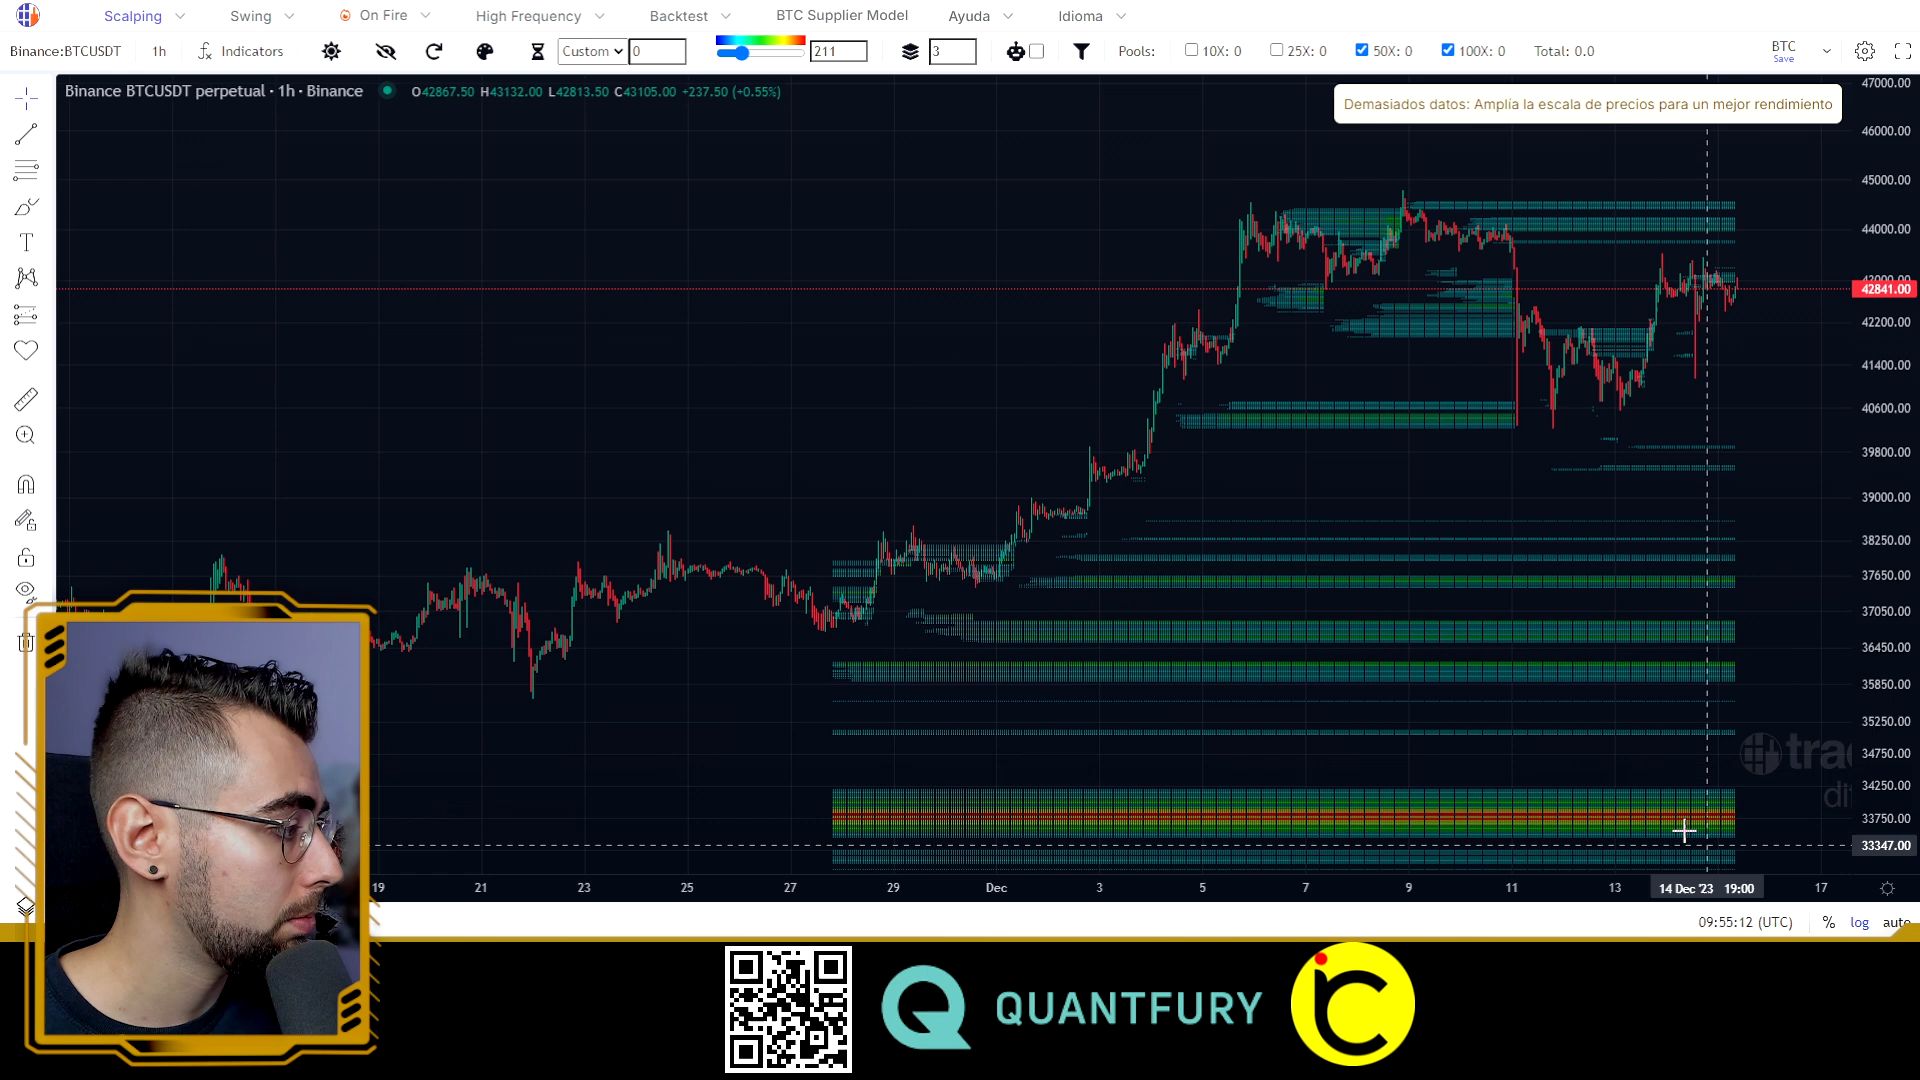 Scalping Swing On Fire High Frequency Backtest BTC Supplier Model Ayuda Idioma
Binance:BTCUSDT 1h Indicators Custom 0 211 3 Pools: 10X: 0 25X: 0 50X: 0 100X: 0 Total: 0.0 BTC
Save
Binance BTCUSDT perpetual · 1h · Binance O42867.50 H43132.00 L42813.50 C43105.00 +237.50 (+0.55%)
Demasiados datos: Amplía la escala de precios para un mejor rendimiento
47000.00
46000.00
45000.00
44000.00
42841.00
42200.00
41400.00
40600.00
39800.00
39000.00
38250.00
37650.00
37050.00
36450.00
35850.00
35250.00
34750.00
34250.00
33750.00
33347.00
19 21 23 25 27 29 Dec 3 5 7 9 11 13 14 Dec '23 19:00 17
09:55:12 (UTC) % log auto
QUANTFURY